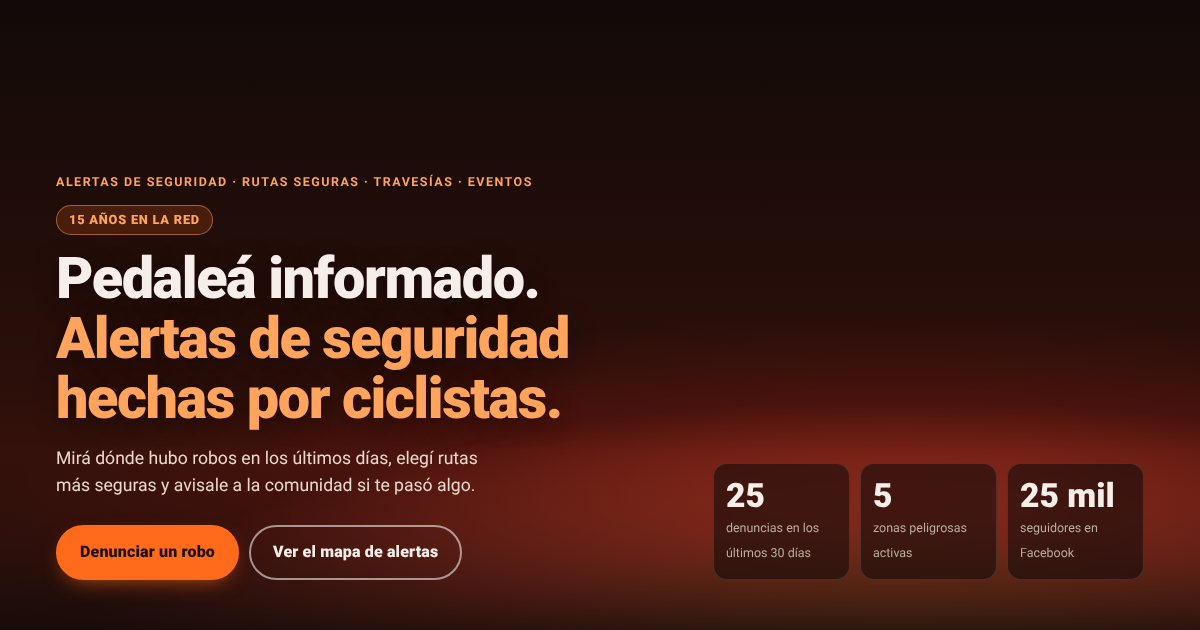 ALERTAS DE SEGURIDAD · RUTAS SEGURAS · TRAVESÍAS · EVENTOS
15 AÑOS EN LA RED
Pedaleá informado.
Alertas de seguridad
hechas por ciclistas.
Mirá dónde hubo robos en los últimos días, elegí rutas
más seguras y avisale a la comunidad si te pasó algo.
Denunciar un robo
Ver el mapa de alertas
25
denuncias en los
últimos 30 días
5
zonas peligrosas
activas
25 mil
seguidores en
Facebook